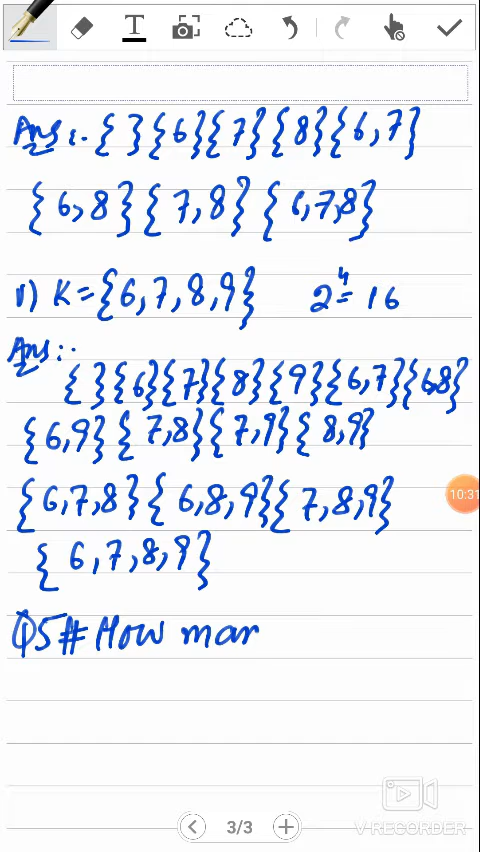 T
Ans:. { } {6} {7} {8} {6,7}
{6,8} {7,8} {6,7,8}
v) K = {6,7,8,9} 2⁴ = 16
Ans:.
{ } {6} {7} {8} {9} {6,7} {6,8}
{6,9} {7,8} {7,9} {8,9}
{6,7,8} {6,8,9} {7,8,9}
10:31
{6,7,8,9}
Q5# How man
V RECORDER
3/3